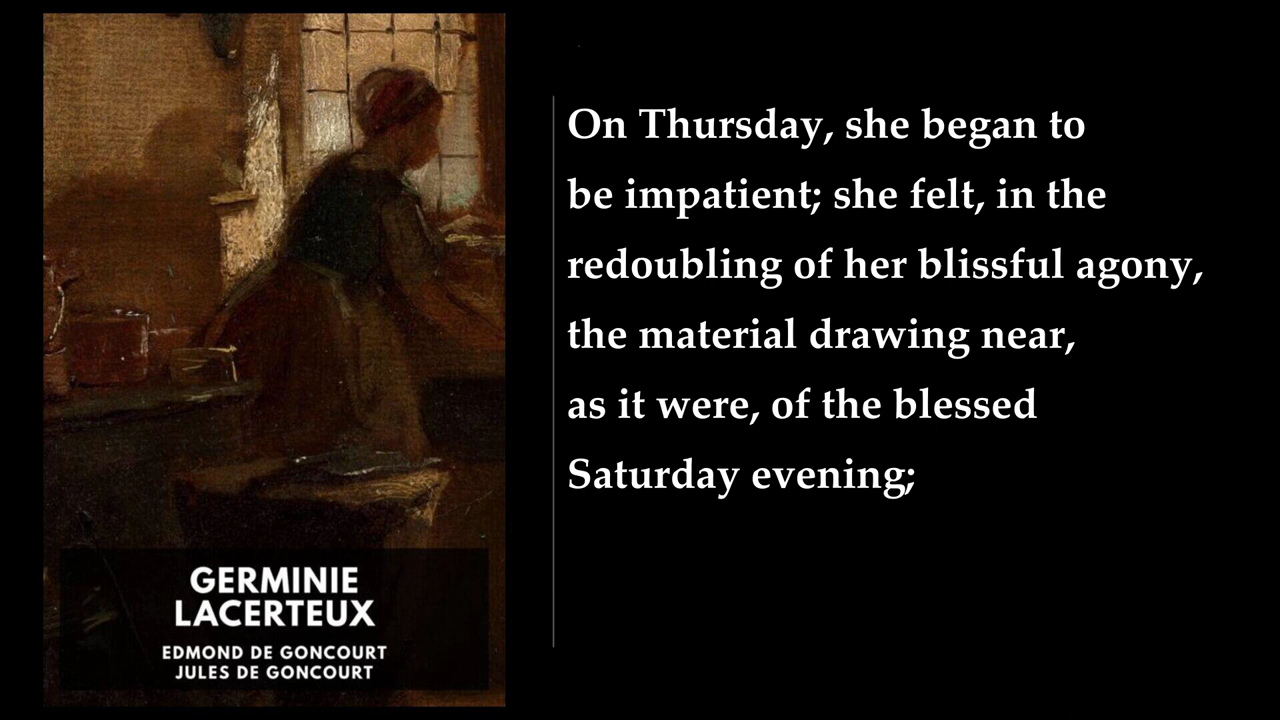 GERMINIE
LACERTEUX
EDMOND DE GONCOURT
JULES DE GONCOURT
On Thursday, she began to
be impatient; she felt, in the
redoubling of her blissful agony,
the material drawing near,
as it were, of the blessed
Saturday evening;